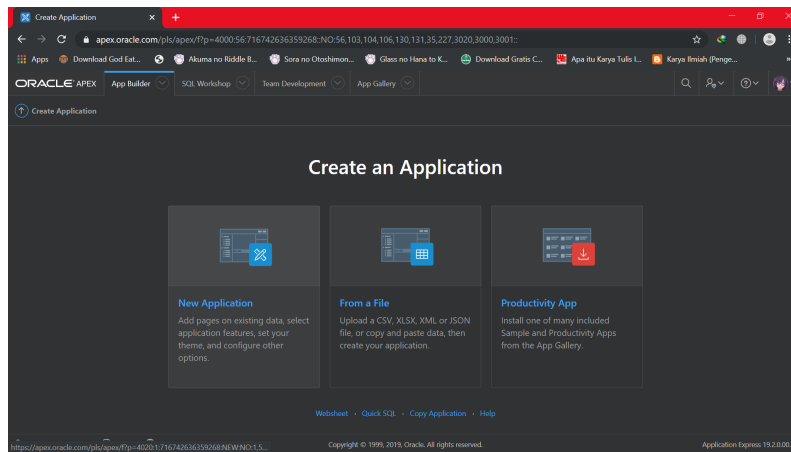 Create Application
apex.oracle.com/pls/apex/f?p=4000:56:716742636359268::NO:56,103,104,106,130,131,35,227,3020,3000,3001::
Apps Download God Eat... Akuma no Riddle B... Sora no Otoshimon... Glass no Hana to K... Download Gratis C... Apa itu Karya Tulis I... Karya Ilmiah (Penge...
ORACLE APEX App Builder SQL Workshop Team Development App Gallery
Create Application
Create an Application
New Application
Add pages on existing data, select
application features, set your
theme, and configure other
options.
From a File
Upload a CSV, XLSX, XML or JSON
file, or copy and paste data, then
create your application.
Productivity App
Install one of many included
Sample and Productivity Apps
from the App Gallery.
Websheet • Quick SQL • Copy Application • Help
https://apex.oracle.com/pls/apex/f?p=4020:1:716742636359268:NEW:NO:1,5...
Copyright © 1999, 2019, Oracle. All rights reserved.
Application Express 19.2.0.00.